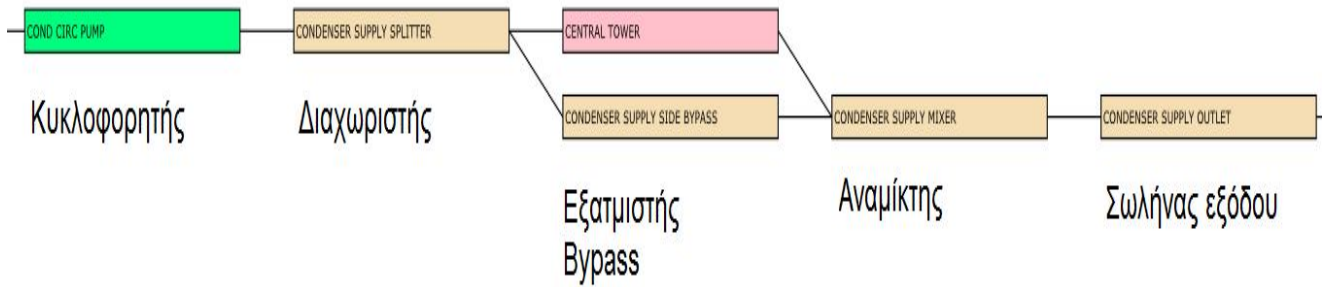 COND CIRC PUMP
CONDENSER SUPPLY SPLITTER
CENTRAL TOWER
CONDENSER SUPPLY SIDE BYPASS
CONDENSER SUPPLY MIXER
CONDENSER SUPPLY OUTLET
Κυκλοφορητής
Διαχωριστής
Εξατμιστής
Bypass
Αναμίκτης
Σωλήνας εξόδου